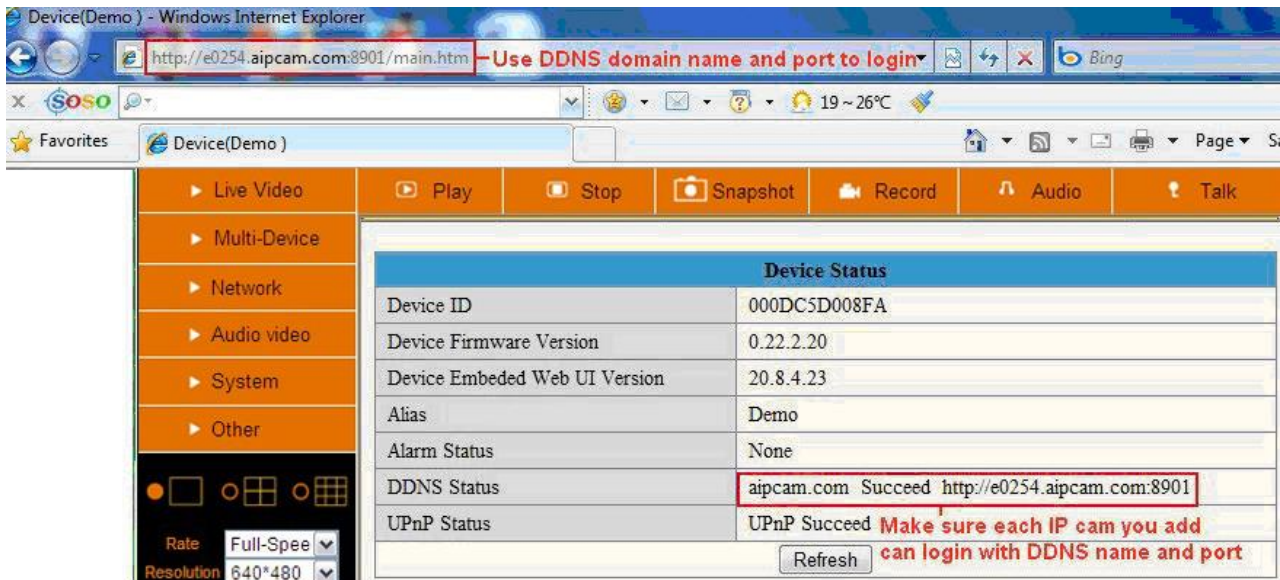 Device(Demo ) - Windows Internet Explorer
http://e0254.aipcam.com:8901/main.htm Use DDNS domain name and port to login Bing
x SOSO 19~26℃
Favorites Device(Demo ) Page
Live Video Play Stop Snapshot Record Audio Talk
Multi-Device
Network
Audio video
System
Other
Device Status
Device ID 000DC5D008FA
Device Firmware Version 0.22.2.20
Device Embeded Web UI Version 20.8.4.23
Alias Demo
Alarm Status None
DDNS Status aipcam.com Succeed http://e0254.aipcam.com:8901
UPnP Status UPnP Succeed Make sure each IP cam you add
Refresh can login with DDNS name and port
Rate Full-Spee
Resolution 640*480